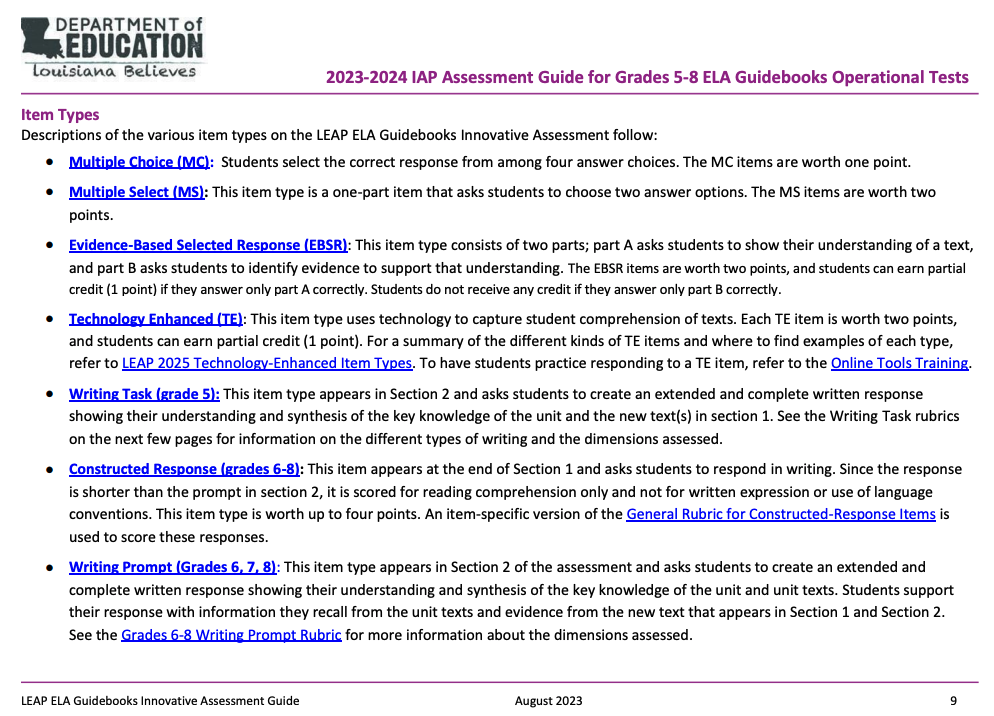 DEPARTMENT of
EDUCATION
Louisiana Believes
2023-2024 IAP Assessment Guide for Grades 5-8 ELA Guidebooks Operational Tests
Item Types
Descriptions of the various item types on the LEAP ELA Guidebooks Innovative Assessment follow:
• Multiple Choice (MC): Students select the correct response from among four answer choices. The MC items are worth one point.
• Multiple Select (MS): This item type is a one-part item that asks students to choose two answer options. The MS items are worth two
points.
• Evidence-Based Selected Response (EBSR): This item type consists of two parts; part A asks students to show their understanding of a text,
and part B asks students to identify evidence to support that understanding. The EBSR items are worth two points, and students can earn partial
credit (1 point) if they answer only part A correctly. Students do not receive any credit if they answer only part B correctly.
• Technology Enhanced (TE): This item type uses technology to capture student comprehension of texts. Each TE item is worth two points,
and students can earn partial credit (1 point). For a summary of the different kinds of TE items and where to find examples of each type,
refer to LEAP 2025 Technology-Enhanced Item Types. To have students practice responding to a TE item, refer to the Online Tools Training.
• Writing Task (grade 5): This item type appears in Section 2 and asks students to create an extended and complete written response
showing their understanding and synthesis of the key knowledge of the unit and the new text(s) in section 1. See the Writing Task rubrics
on the next few pages for information on the different types of writing and the dimensions assessed.
• Constructed Response (grades 6-8): This item appears at the end of Section 1 and asks students to respond in writing. Since the response
is shorter than the prompt in section 2, it is scored for reading comprehension only and not for written expression or use of language
conventions. This item type is worth up to four points. An item-specific version of the General Rubric for Constructed-Response Items is
used to score these responses.
• Writing Prompt (Grades 6, 7, 8): This item type appears in Section 2 of the assessment and asks students to create an extended and
complete written response showing their understanding and synthesis of the key knowledge of the unit and unit texts. Students support
their response with information they recall from the unit texts and evidence from the new text that appears in Section 1 and Section 2.
See the Grades 6-8 Writing Prompt Rubric for more information about the dimensions assessed.
LEAP ELA Guidebooks Innovative Assessment Guide August 2023 9